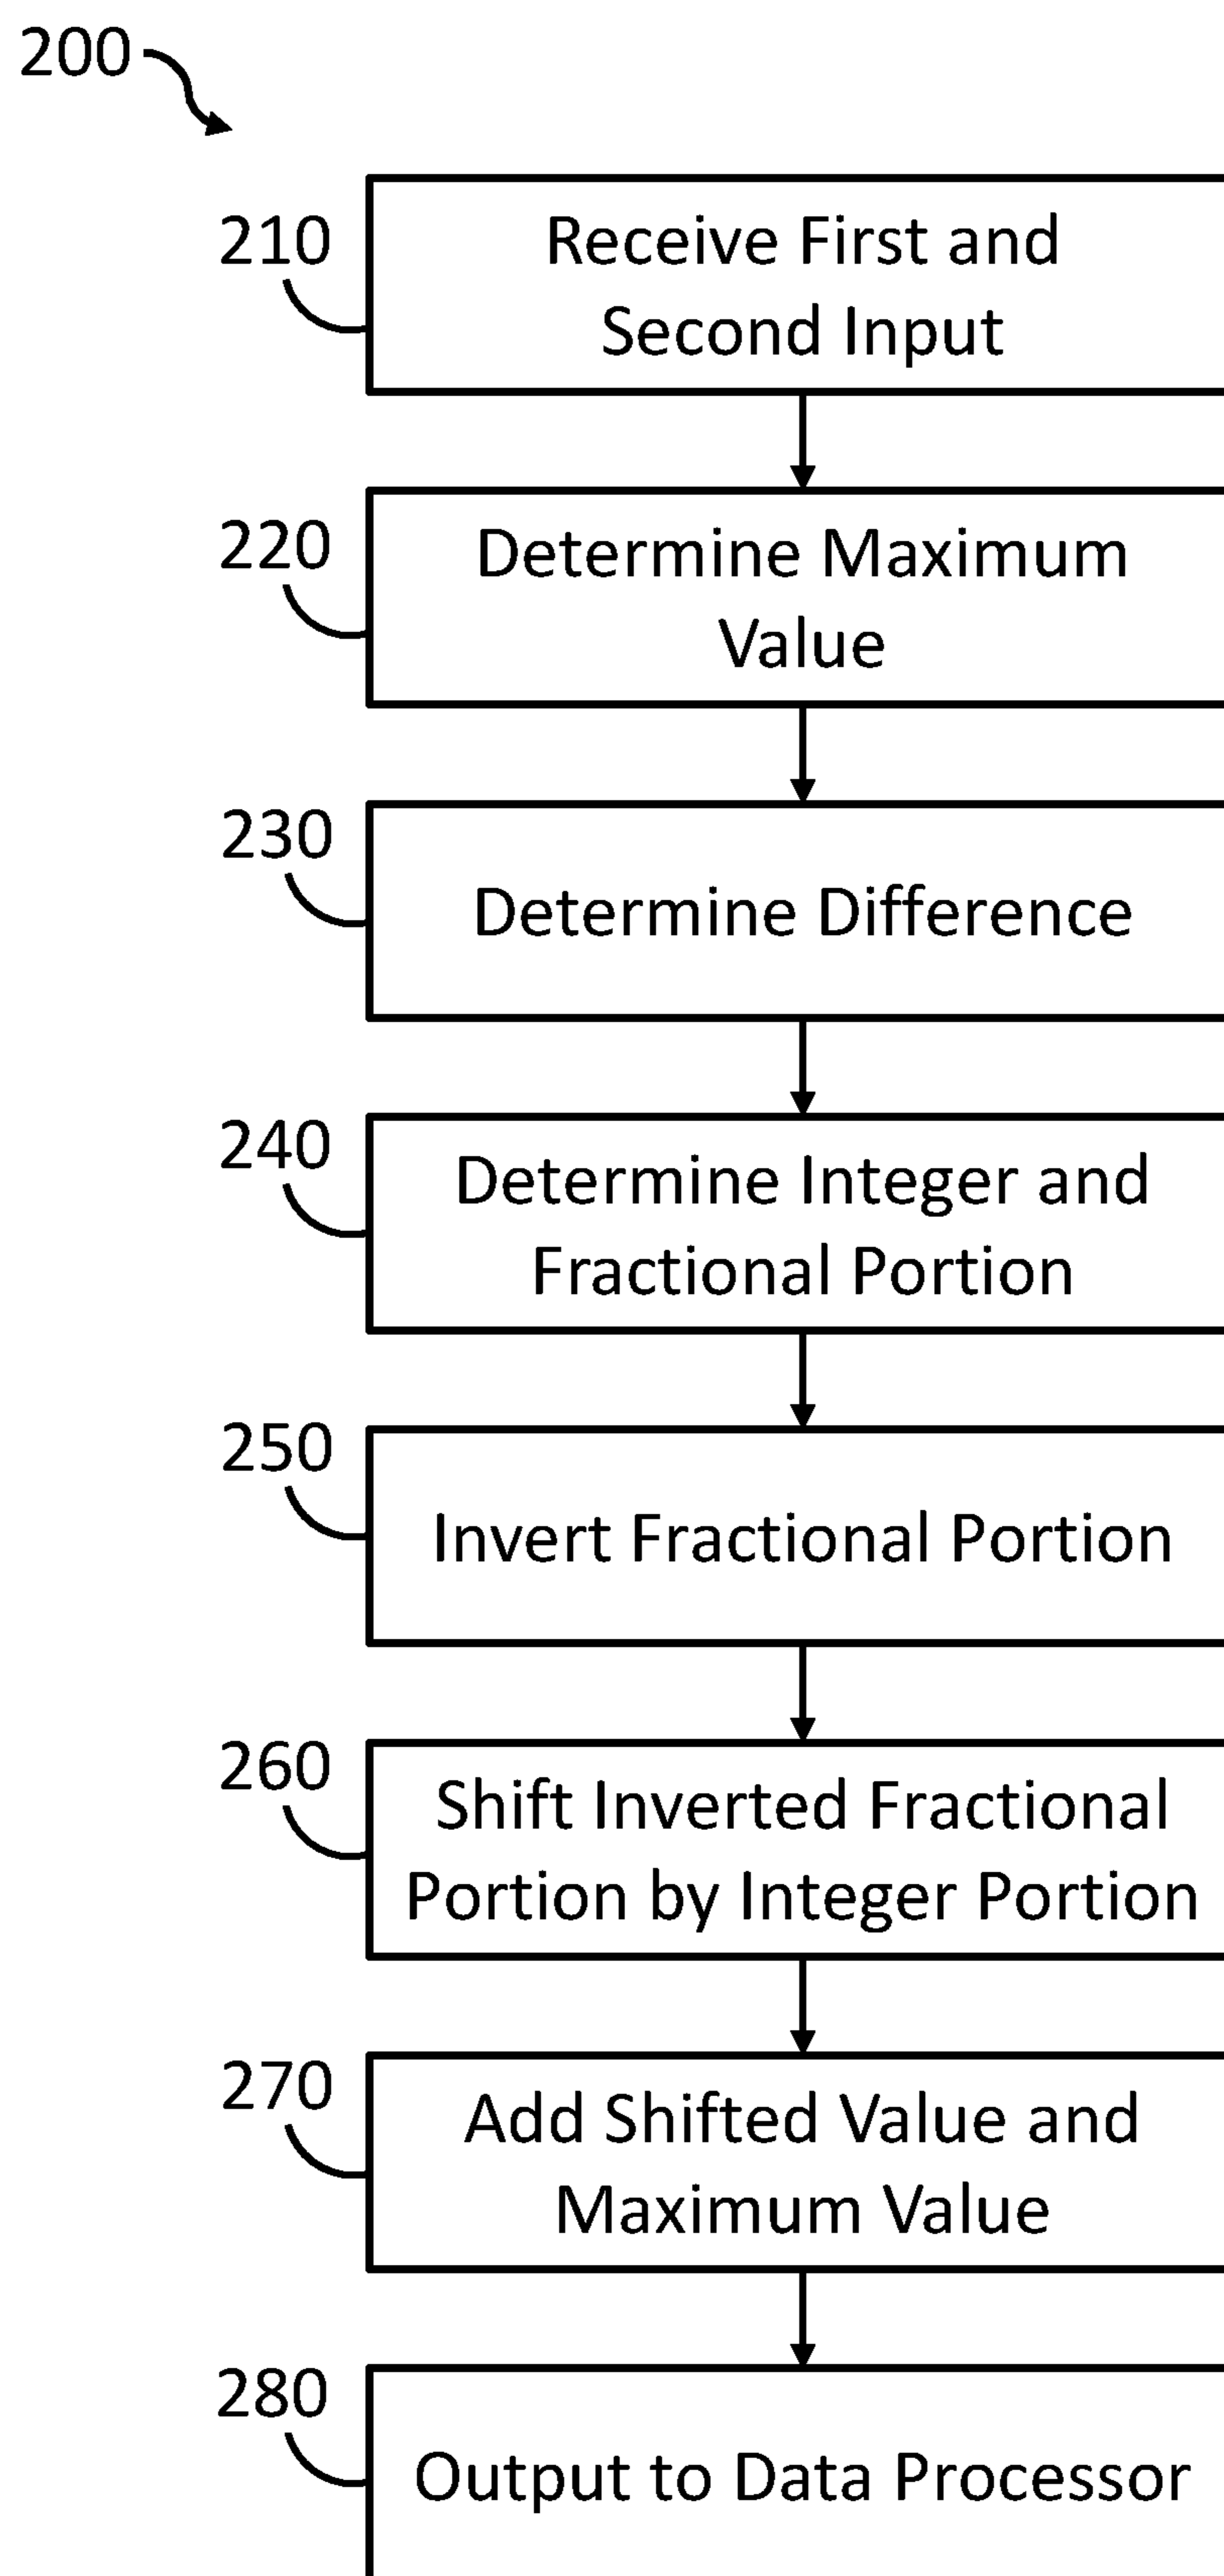 200
210
Receive First and
Second Input
220
Determine Maximum
Value
230
Determine Difference
240
Determine Integer and
Fractional Portion
250
Invert Fractional Portion
260
Shift Inverted Fractional
Portion by Integer Portion
270
Add Shifted Value and
Maximum Value
280
Output to Data Processor